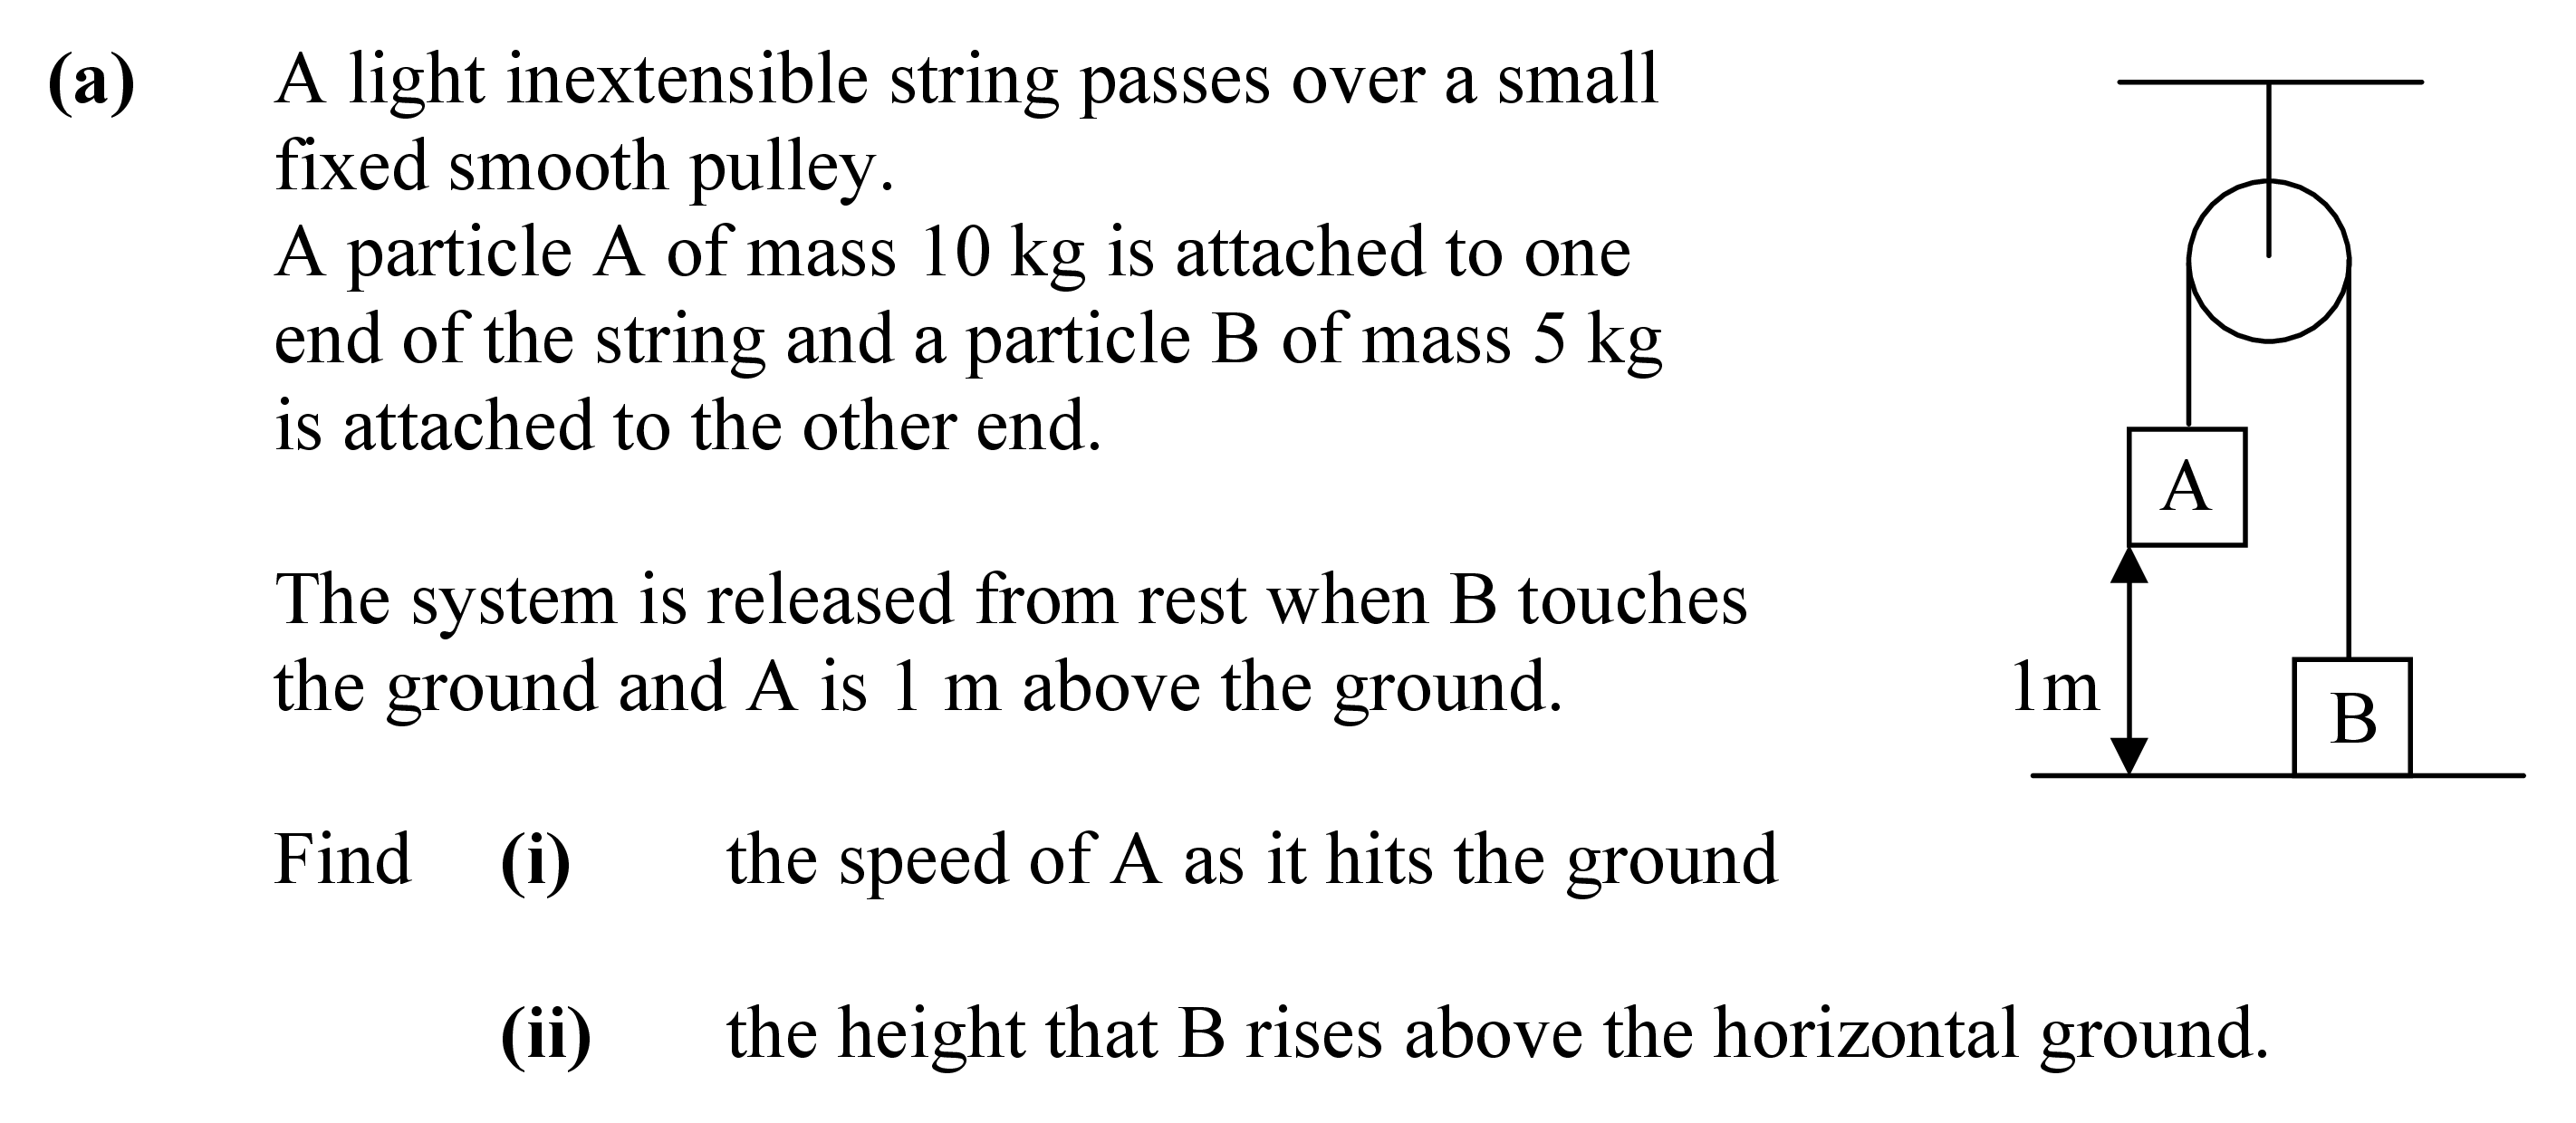 (a) A light inextensible string passes over a small
fixed smooth pulley.
A particle A of mass 10 kg is attached to one
end of the string and a particle B of mass 5 kg
is attached to the other end.
The system is released from rest when B touches
the ground and A is 1 m above the ground.
Find (i) the speed of A as it hits the ground
(ii) the height that B rises above the horizontal ground.
A
1m
B